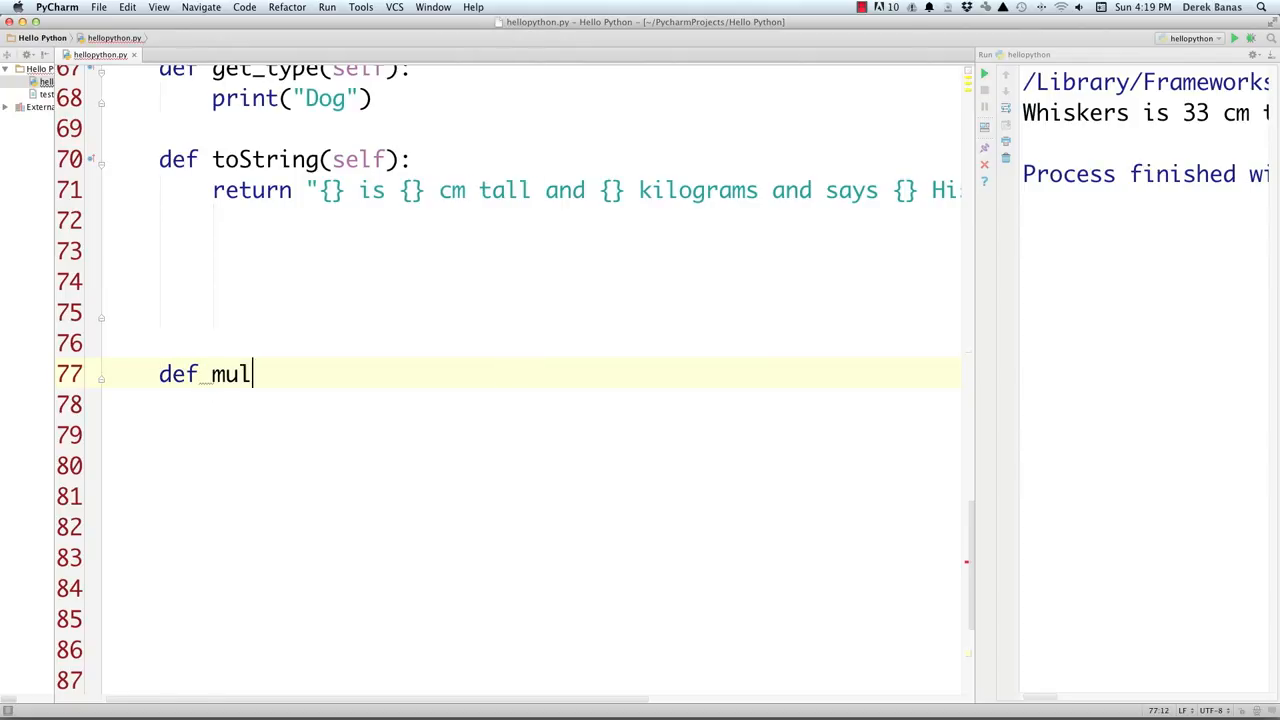 PyCharm File Edit View Navigate Code Refactor Run Tools VCS Window Help 10 Sun 4:19 PM Derek Banas
hellopython.py - Hello Python - [~/PycharmProjects/Hello Python]
Hello Python hellopython.py hellopython
hellopython.py × Run hellopython
Hello P
hell
test
Externa
67 def get_type(self):
68 print("Dog")
69
70 def toString(self):
71 return "{} is {} cm tall and {} kilograms and says {} Hi
72
73
74
75
76
77 def mul
78
79
80
81
82
83
84
85
86
87
/Library/Frameworks
Whiskers is 33 cm t
Process finished wi
77:12 LF UTF-8